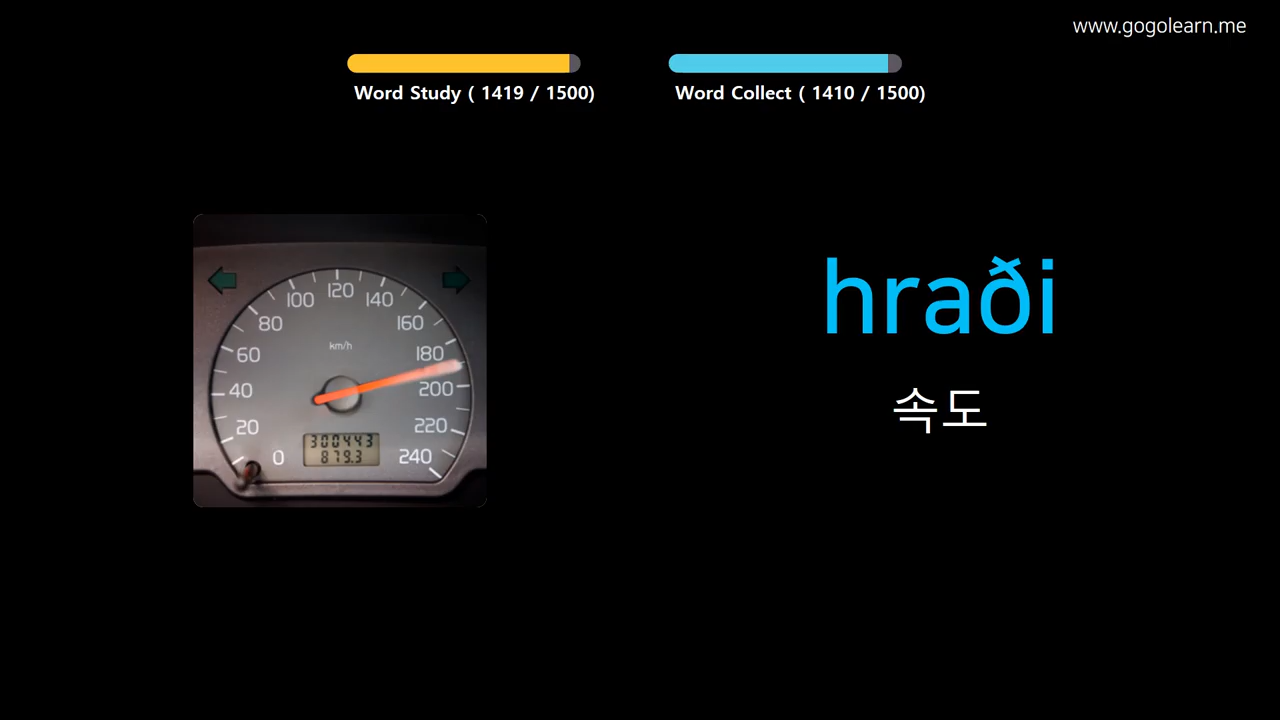 www.gogolearn.me
Word Study ( 1419 / 1500)
Word Collect ( 1410 / 1500)
0
20
40
60
80
100
120
140
160
180
200
220
240
km/h
300443
879.3
hraði
속도